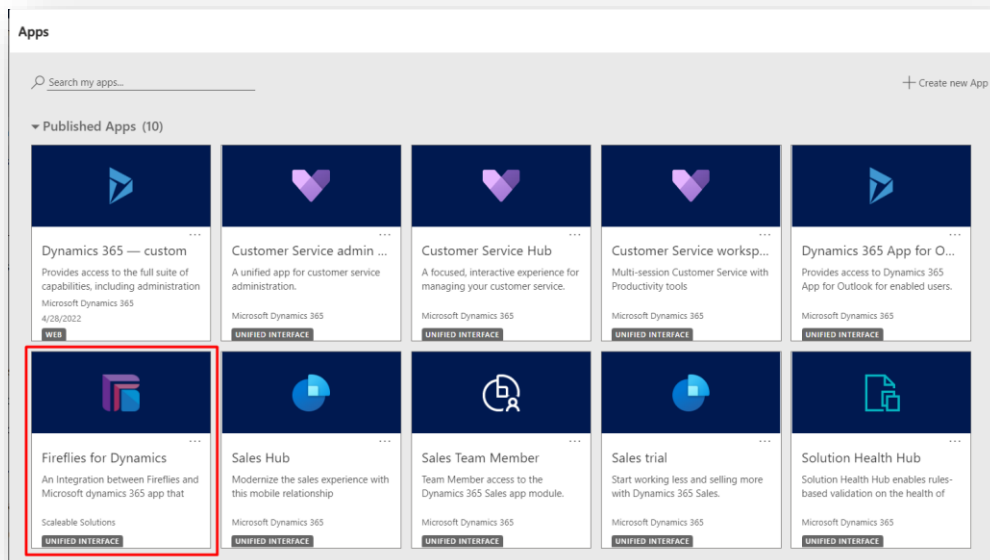 Apps
Search my apps...
Create new App
Published Apps (10)
Dynamics 365 — custom
Provides access to the full suite of
capabilities, including administration
Microsoft Dynamics 365
4/28/2022
WEB
Customer Service admin ...
A unified app for customer service
administration.
Microsoft Dynamics 365
UNIFIED INTERFACE
Customer Service Hub
A focused, interactive experience for
managing your customer service.
Microsoft Dynamics 365
UNIFIED INTERFACE
Customer Service worksp...
Multi-session Customer Service with
Productivity tools
Microsoft Dynamics 365
UNIFIED INTERFACE
Dynamics 365 App for O...
Provides access to Dynamics 365
App for Outlook for enabled users.
Microsoft Dynamics 365
UNIFIED INTERFACE
Fireflies for Dynamics
An Integration between Fireflies and
Microsoft dynamics 365 app that
Scaleable Solutions
UNIFIED INTERFACE
Sales Hub
Modernize the sales experience with
this mobile relationship
Microsoft Dynamics 365
UNIFIED INTERFACE
Sales Team Member
Team Member access to the
Dynamics 365 Sales app module.
Microsoft Dynamics 365
UNIFIED INTERFACE
Sales trial
Start working less and selling more
with Dynamics 365 Sales.
Microsoft Dynamics 365
UNIFIED INTERFACE
Solution Health Hub
Solution Health Hub enables rules-
based validation on the health of
Microsoft Dynamics 365
UNIFIED INTERFACE